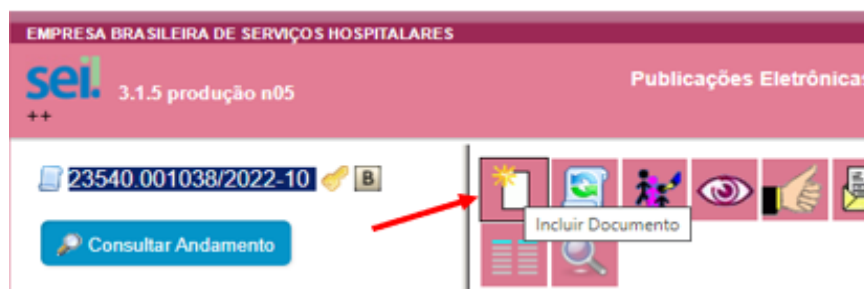 EMPRESA BRASILEIRA DE SERVIÇOS HOSPITALARES
sei!
3.1.5 produção n05
Publicações Eletrônicas
++
23540.001038/2022-10
B
Incluir Documento
Consultar Andamento